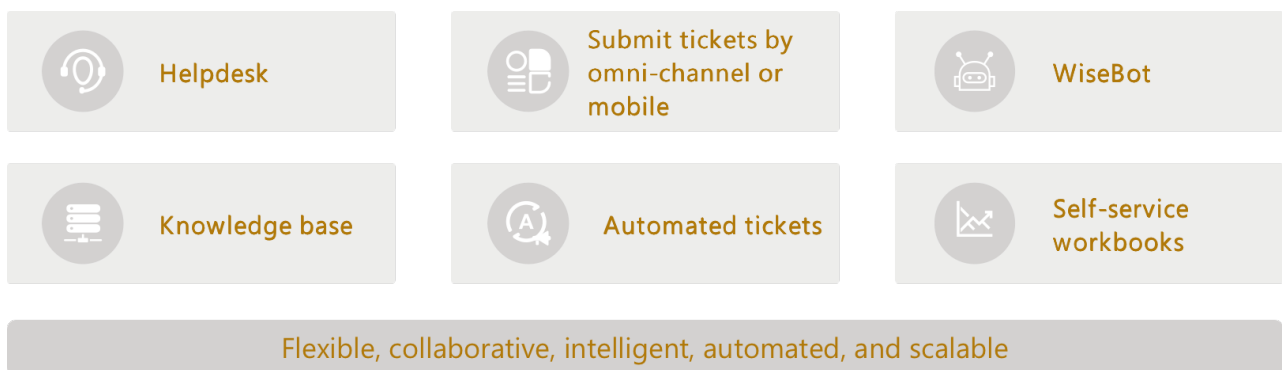 Helpdesk
Submit tickets by
omni-channel or
mobile
WiseBot
Knowledge base
A
Automated tickets
Self-service
workbooks
Flexible, collaborative, intelligent, automated, and scalable